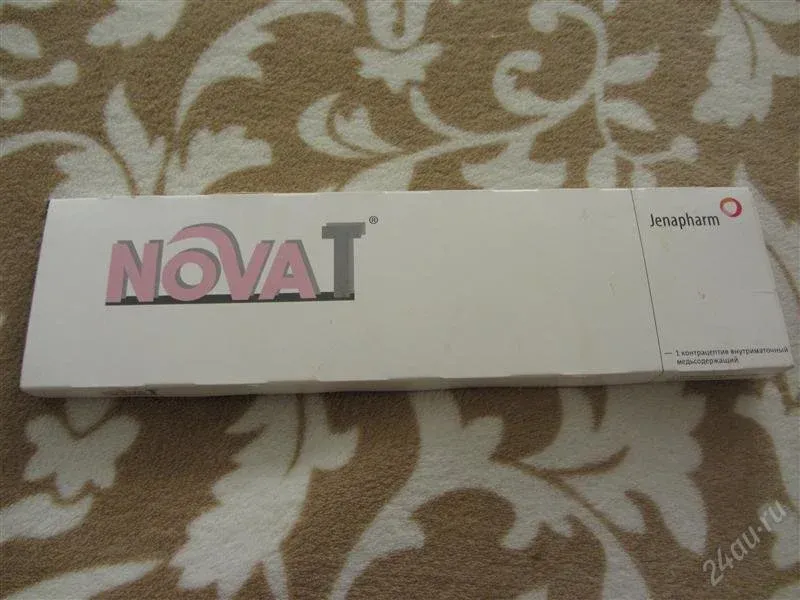 NOVA T®
Jenapharm
— 1 контрацептив внутриматочный
медьсодержащий
24au.ru